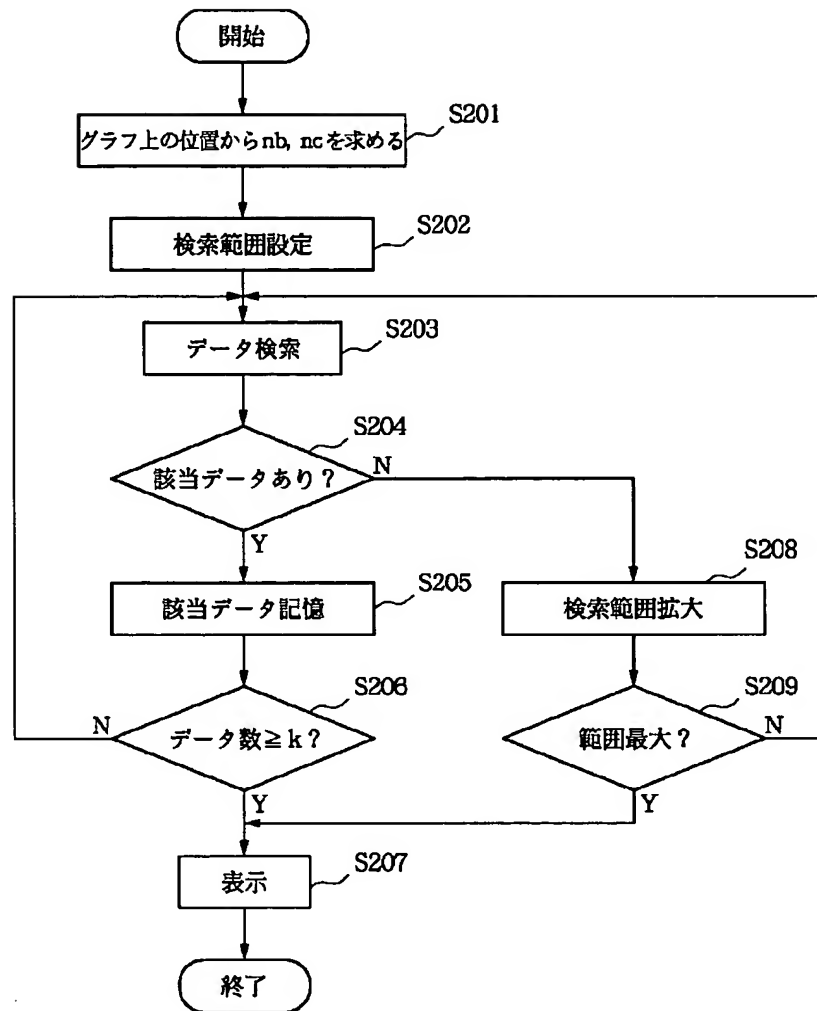 開始
S201
グラフ上の位置からnb, ncを求める
S202
検索範囲設定
S203
データ検索
S204
該当データあり？
N
Y
S205
該当データ記憶
S208
検索範囲拡大
S206
データ数≧k？
N
Y
S209
範囲最大？
N
Y
S207
表示
終了